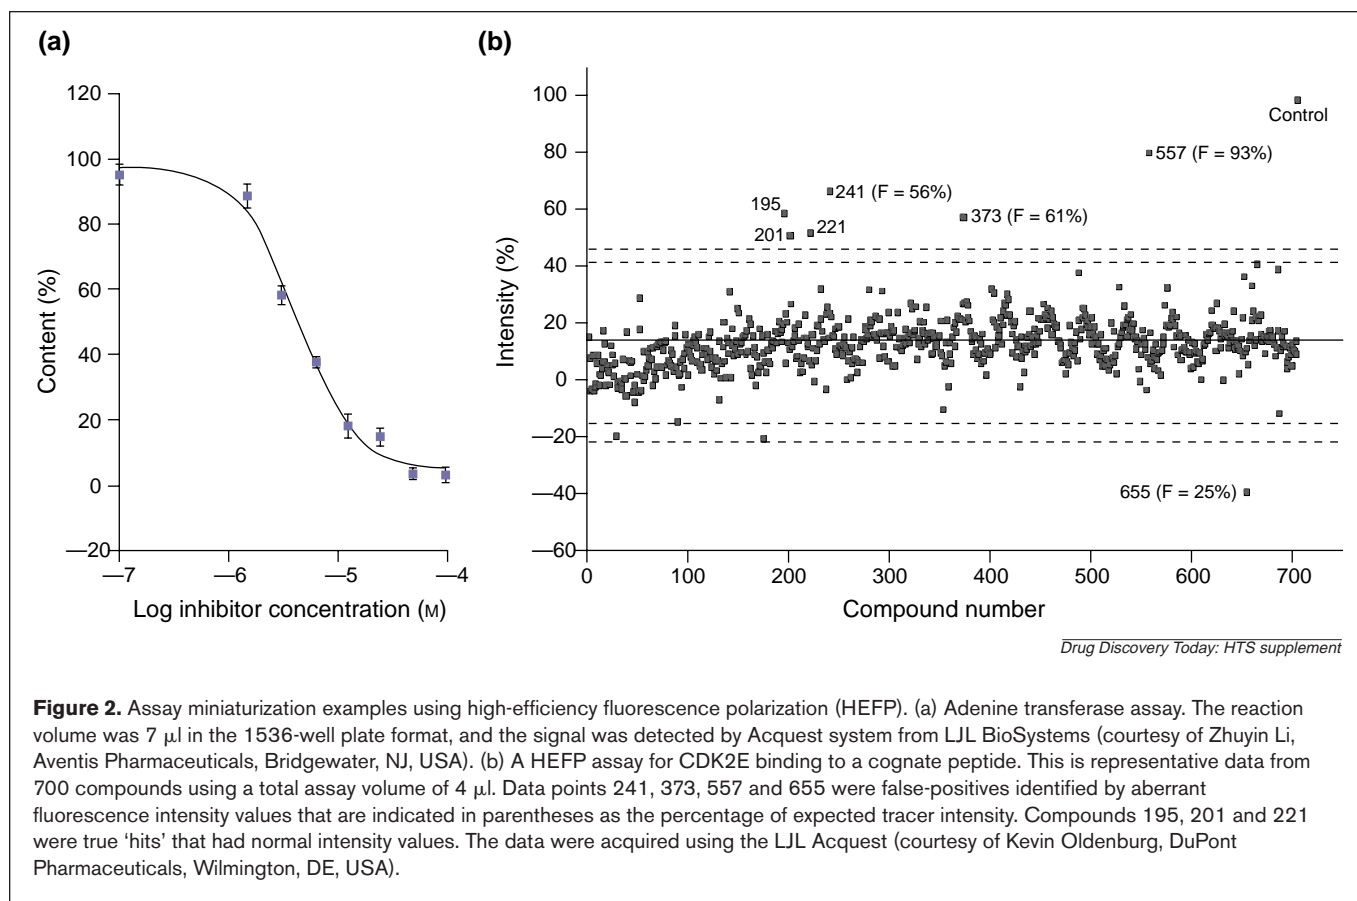 (a)
120
100
80
60
40
20
0
—20
Content (%)
—7
—6
—5
—4
Log inhibitor concentration (M)
(b)
100
80
60
40
20
0
—20
—40
—60
Intensity (%)
Control
557 (F = 93%)
241 (F = 56%)
195
373 (F = 61%)
201
221
655 (F = 25%)
0
100
200
300
400
500
600
700
Compound number
Drug Discovery Today: HTS supplement
Figure 2. Assay miniaturization examples using high-efficiency fluorescence polarization (HEFP). (a) Adenine transferase assay. The reaction
volume was 7 μl in the 1536-well plate format, and the signal was detected by Acquest system from LJL BioSystems (courtesy of Zhuyin Li,
Aventis Pharmaceuticals, Bridgewater, NJ, USA). (b) A HEFP assay for CDK2E binding to a cognate peptide. This is representative data from
700 compounds using a total assay volume of 4 μl. Data points 241, 373, 557 and 655 were false-positives identified by aberrant
fluorescence intensity values that are indicated in parentheses as the percentage of expected tracer intensity. Compounds 195, 201 and 221
were true ‘hits’ that had normal intensity values. The data were acquired using the LJL Acquest (courtesy of Kevin Oldenburg, DuPont
Pharmaceuticals, Wilmington, DE, USA).